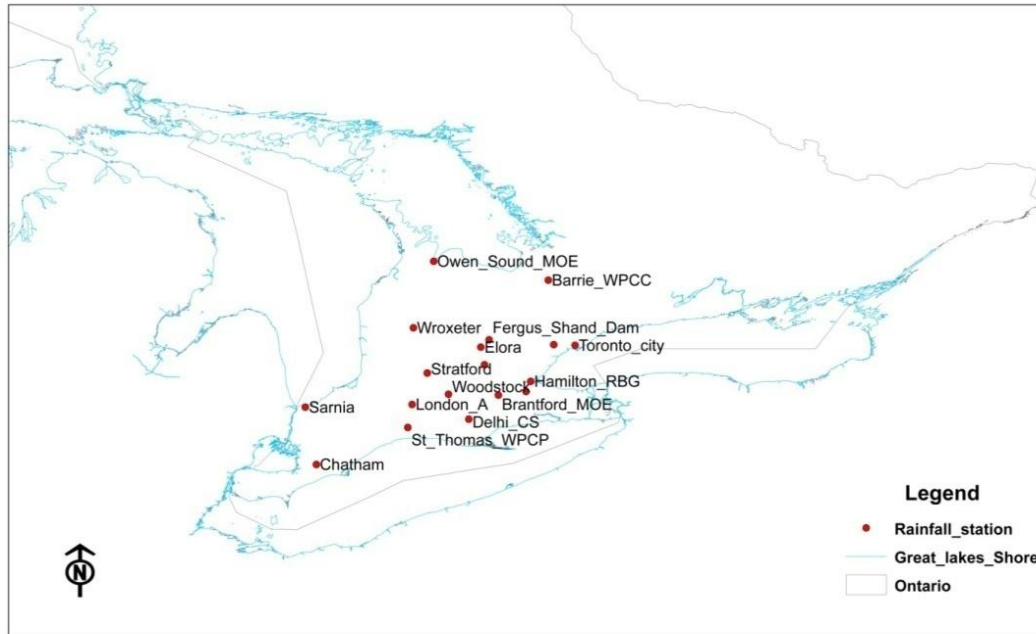 Owen_Sound_MOE
Barrie_WPCC
Wroxeter
Fergus_Shand_Dam
Elora
Toronto_city
Stratford
Hamilton_RBG
Woodstock
Sarnia
London_A
Brantford_MOE
Delhi_CS
St_Thomas_WPCP
Chatham
Legend
Rainfall_station
Great_lakes_Shore
Ontario
N